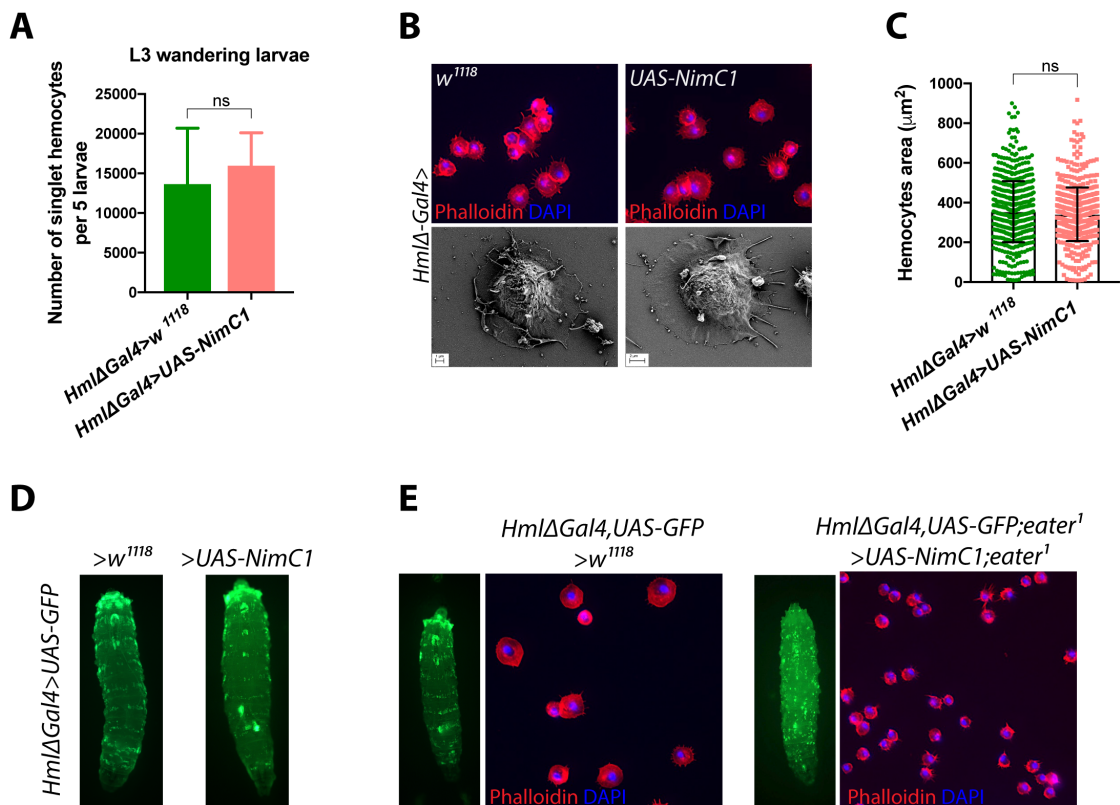 A
L3 wandering larvae
Number of singlet hemocytes
per 5 larvae
25000
20000
15000
10000
5000
0
ns
HmlΔGal4>w 1118
HmlΔGal4>UAS-NimC1
B
HmlΔ-Gal4>
w1118
UAS-NimC1
Phalloidin DAPI
Phalloidin DAPI
C
Hemocytes area (μm2)
1000
800
600
400
200
0
ns
HmlΔGal4>w 1118
HmlΔGal4>UAS-NimC1
D
HmlΔGal4>UAS-GFP
>w1118
>UAS-NimC1
E
HmlΔGal4,UAS-GFP
>w1118
Phalloidin DAPI
HmlΔGal4,UAS-GFP;eater1
>UAS-NimC1;eater1
Phalloidin DAPI